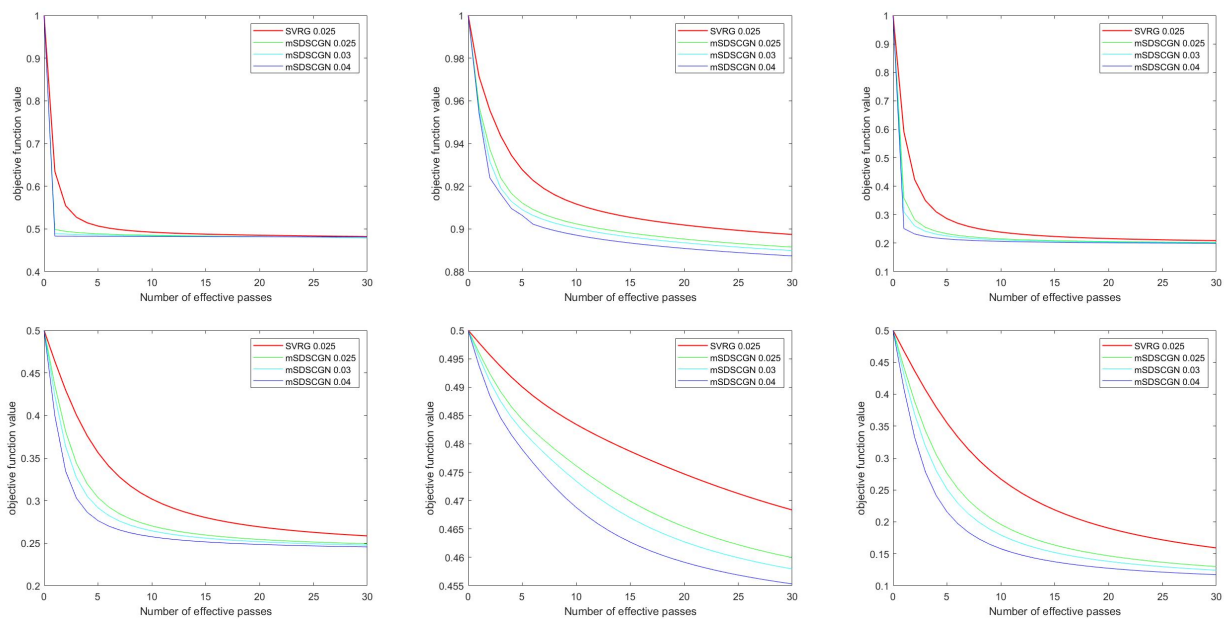 1
0.9
0.8
0.7
0.6
0.5
0.4
objective function value
0 5 10 15 20 25 30
Number of effective passes
SVRG 0.025
mSDSCGN 0.025
mSDSCGN 0.03
mSDSCGN 0.04
1
0.98
0.96
0.94
0.92
0.9
0.88
objective function value
0 5 10 15 20 25 30
Number of effective passes
SVRG 0.025
mSDSCGN 0.025
mSDSCGN 0.03
mSDSCGN 0.04
1
0.9
0.8
0.7
0.6
0.5
0.4
0.3
0.2
0.1
objective function value
0 5 10 15 20 25 30
Number of effective passes
SVRG 0.025
mSDSCGN 0.025
mSDSCGN 0.03
mSDSCGN 0.04
0.5
0.45
0.4
0.35
0.3
0.25
0.2
objective function value
0 5 10 15 20 25 30
Number of effective passes
SVRG 0.025
mSDSCGN 0.025
mSDSCGN 0.03
mSDSCGN 0.04
0.5
0.495
0.49
0.485
0.48
0.475
0.47
0.465
0.46
0.455
objective function value
0 5 10 15 20 25 30
Number of effective passes
SVRG 0.025
mSDSCGN 0.025
mSDSCGN 0.03
mSDSCGN 0.04
0.5
0.45
0.4
0.35
0.3
0.25
0.2
0.15
0.1
objective function value
0 5 10 15 20 25 30
Number of effective passes
SVRG 0.025
mSDSCGN 0.025
mSDSCGN 0.03
mSDSCGN 0.04